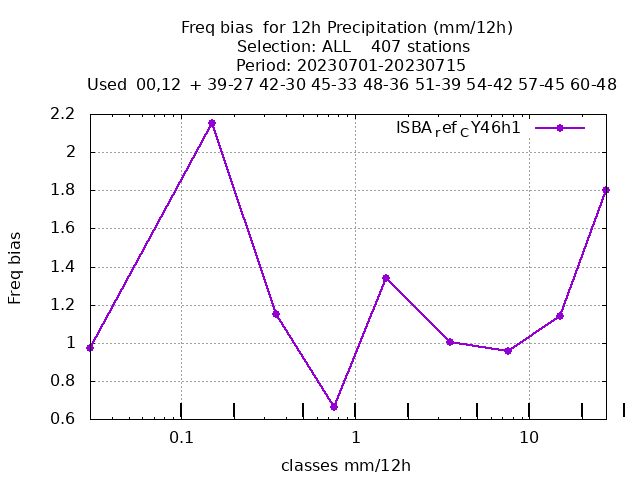 Freq bias  for 12h Precipitation (mm/12h)
Selection: ALL    407 stations
Period: 20230701-20230715
Used  00,12  + 39-27 42-30 45-33 48-36 51-39 54-42 57-45 60-48
ISBAref CY46h1
2.2
2
1.8
1.6
1.4
1.2
1
0.8
0.6
Freq bias
0.1
1
10
classes mm/12h